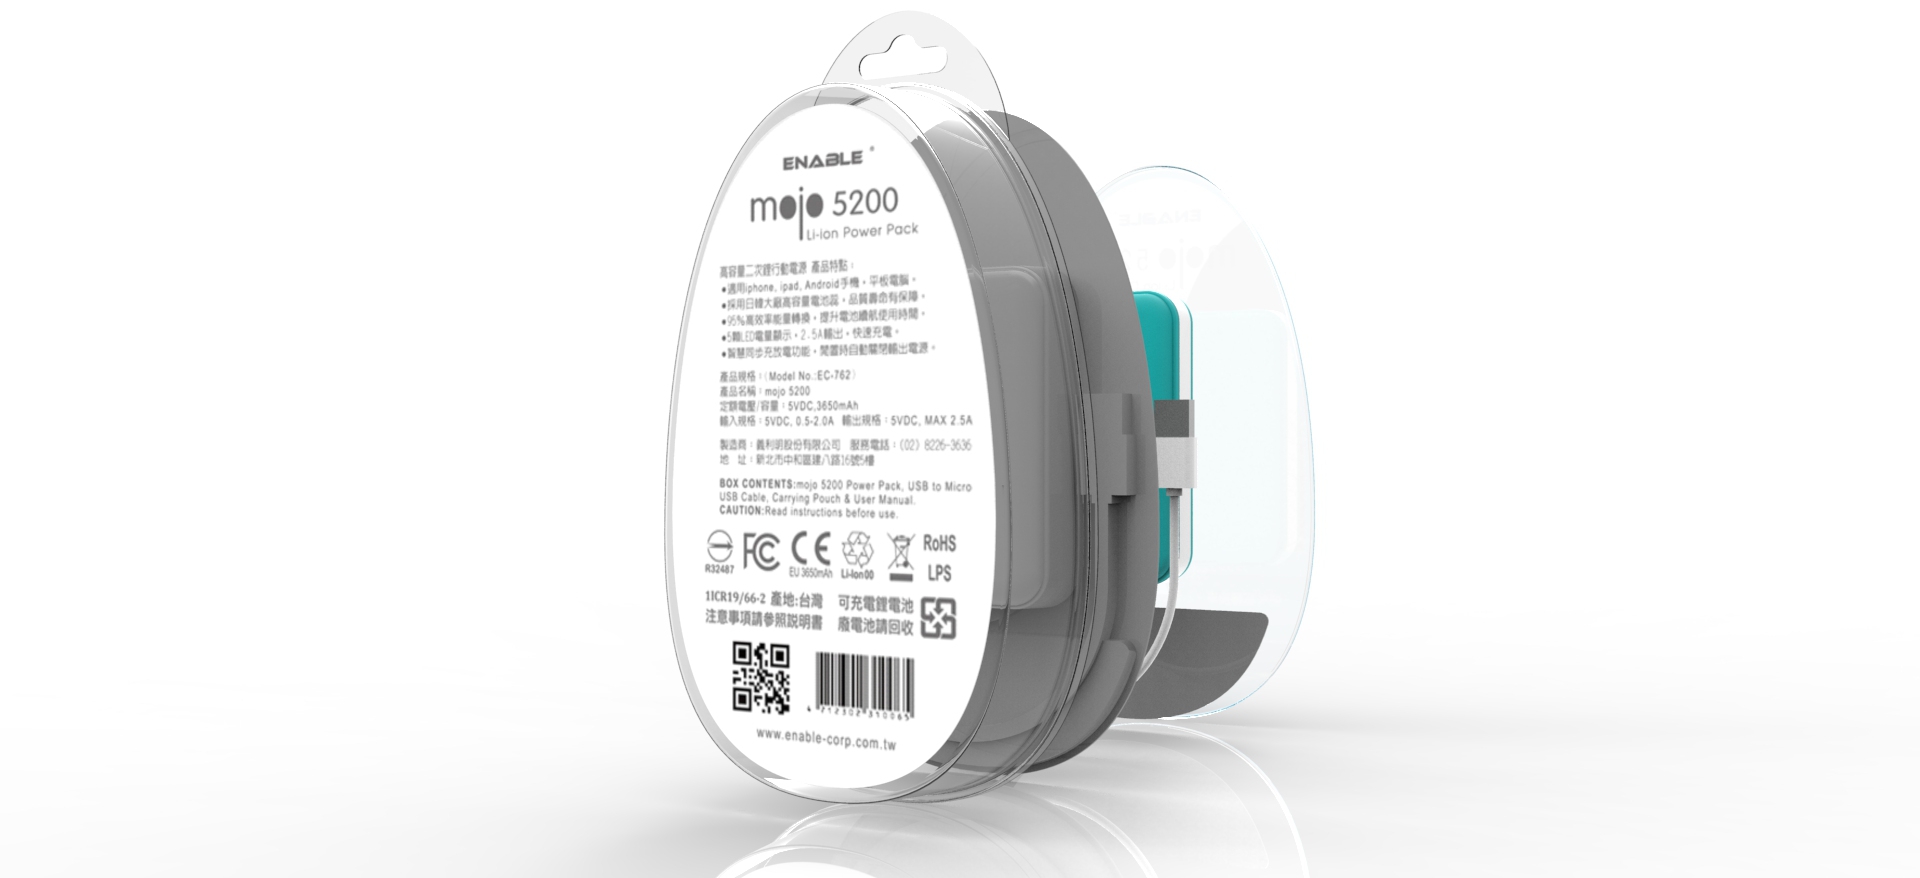 ENABLE®
mojo 5200
Li-ion Power Pack
高容量二次鋰行動電源 產品特點：
●適用iphone, ipad, Android手機，平板電腦。
●採用日韓大廠高容量電池蕊，品質壽命有保障。
●95%高效率能量轉換，提升電池續航使用時間。
●5顆LED電量顯示，2.5A輸出，快速充電。
●智慧同步充放電功能，閒置時自動關閉輸出電源。
產品規格：（Model No.:EC-762）
產品名稱：mojo 5200
定額電壓/容量：5VDC,3650mAh
輸入規格：5VDC, 0.5-2.0A 輸出規格：5VDC, MAX 2.5A
製造商：義利明股份有限公司 服務電話：(02) 8226-3636
地 址：新北市中和區建八路16號5樓
BOX CONTENTS:mojo 5200 Power Pack, USB to Micro
USB Cable, Carrying Pouch & User Manual.
CAUTION:Read instructions before use.
R32487 FC CE EU 3650mAh Li-Ion00 RoHS
LPS
1ICR19/66-2 產地:台灣 可充電鋰電池
注意事項請參照說明書 廢電池請回收
4 712302 310065
www.enable-corp.com.tw